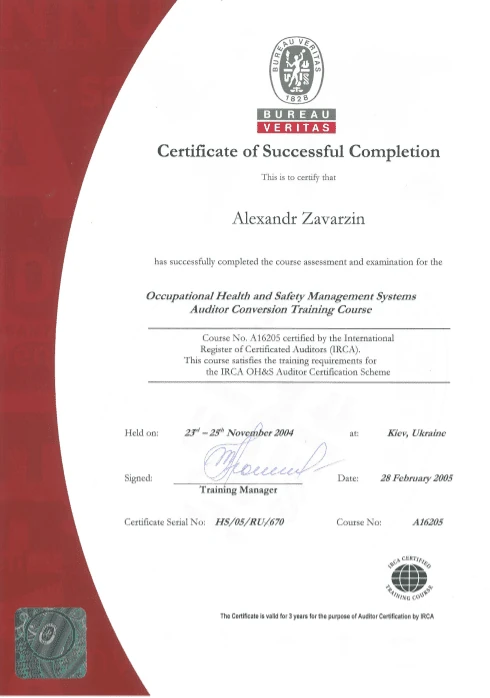 BUREAU VERITAS
1828
BUREAU
VERITAS
Certificate of Successful Completion
This is to certify that
Alexandr Zavarzin
has successfully completed the course assessment and examination for the
Occupational Health and Safety Management Systems
Auditor Conversion Training Course
Course No. A16205 certified by the International
Register of Certificated Auditors (IRCA).
This course satisfies the training requirements for
the IRCA OH&S Auditor Certification Scheme
Held on: 23rd – 25th November 2004 at: Kiev, Ukraine
Signed: Date: 28 February 2005
Training Manager
Certificate Serial No: HS/05/RU/670 Course No: A16205
IRCA CERTIFIED
TRAINING COURSE
The Certificate is valid for 3 years for the purpose of Auditor Certification by IRCA